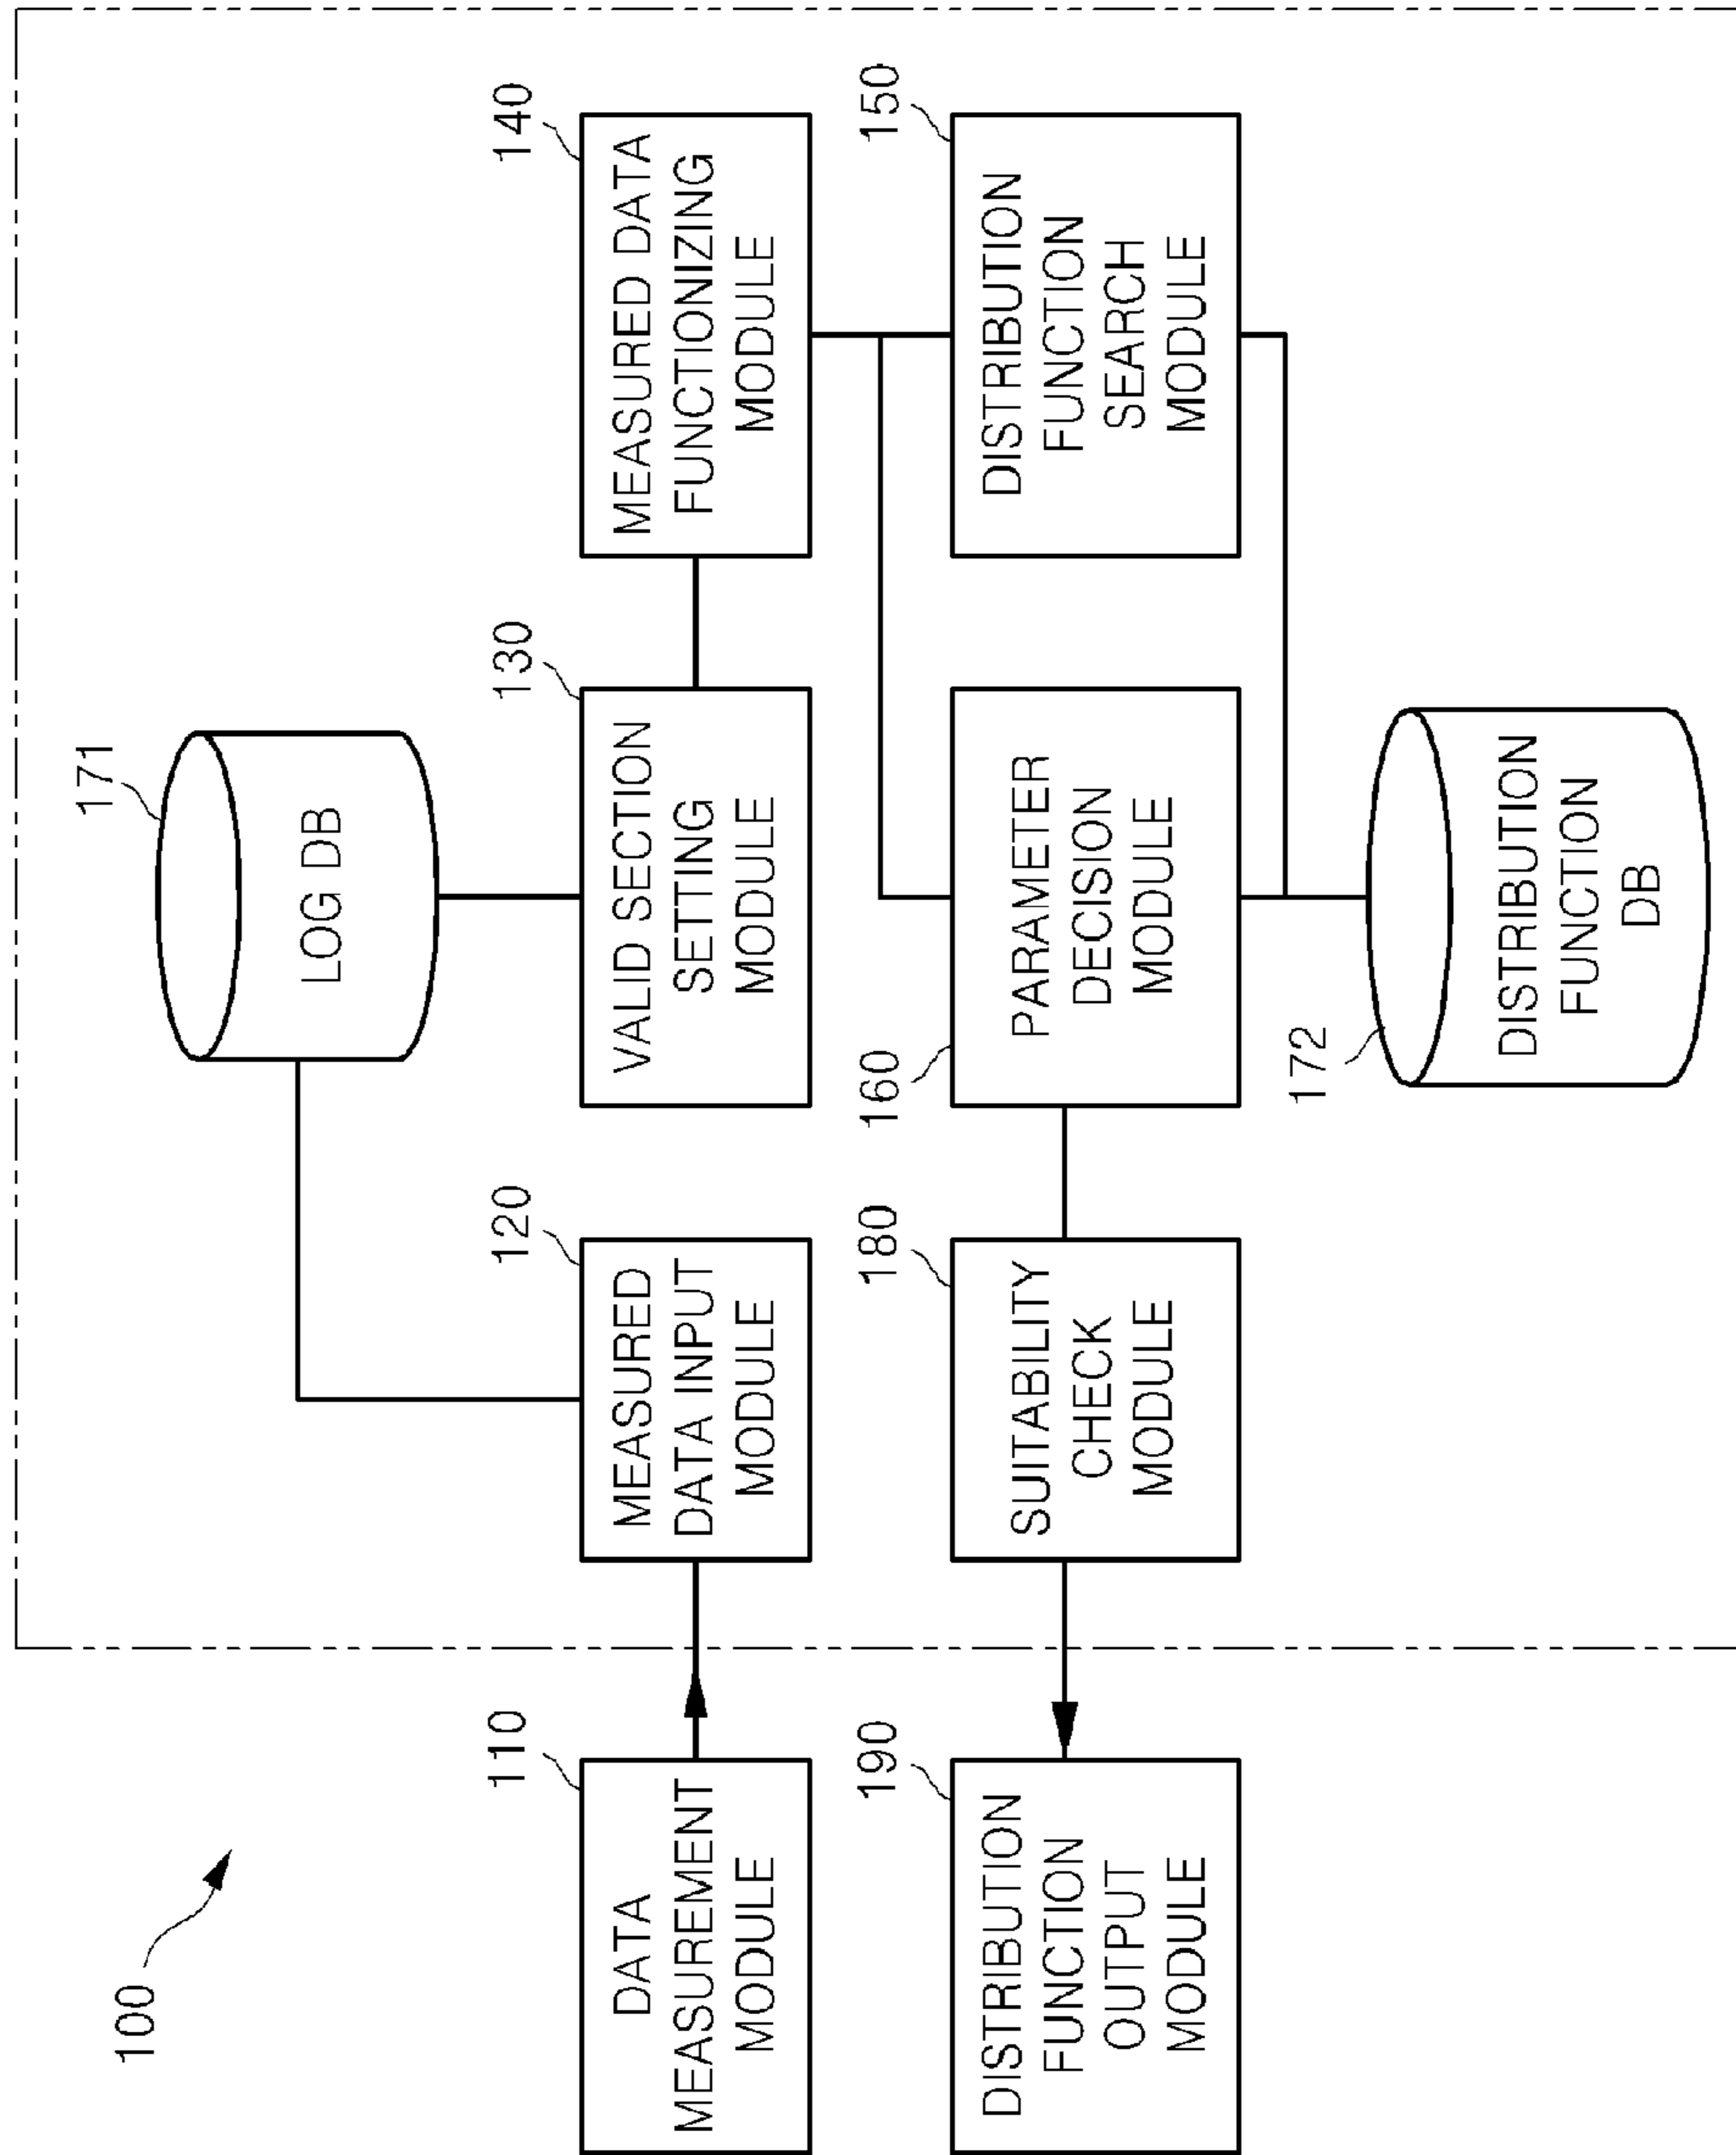 100
171
LOG DB
110
DATA
MEASUREMENT
MODULE
120
MEASURED
DATA INPUT
MODULE
130
VALID SECTION
SETTING
MODULE
140
MEASURED DATA
FUNCTIONIZING
MODULE
190
DISTRIBUTION
FUNCTION
OUTPUT
MODULE
180
SUITABILITY
CHECK
MODULE
160
PARAMETER
DECISION
MODULE
150
DISTRIBUTION
FUNCTION
SEARCH
MODULE
172
DISTRIBUTION
FUNCTION
DB